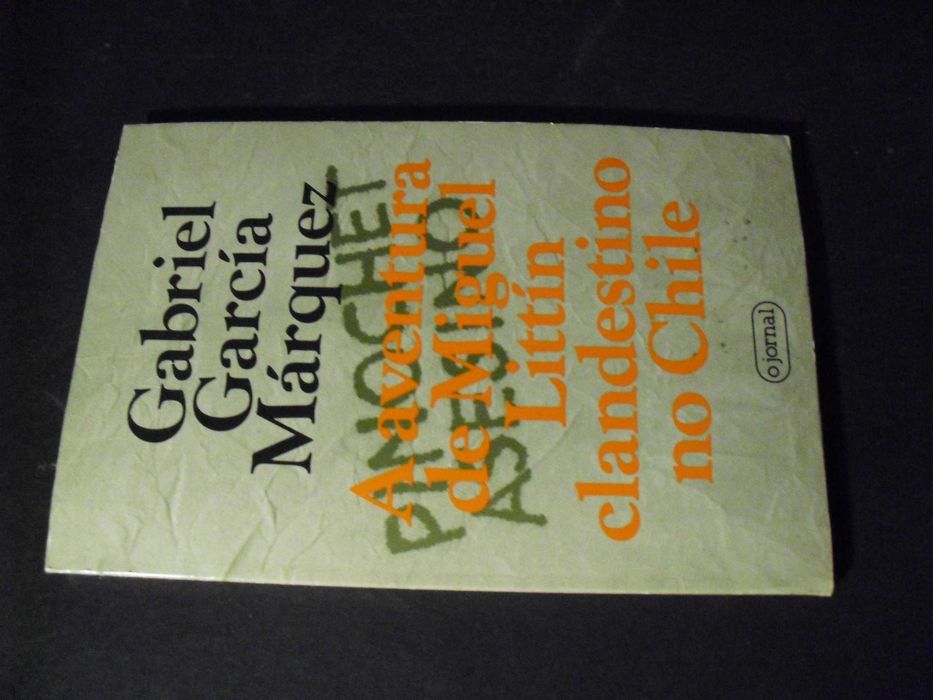 Gabriel
García
Márquez
PINOCHET
ASESINO
A aventura
de Miguel
Littín
clandestino
no Chile
o jornal